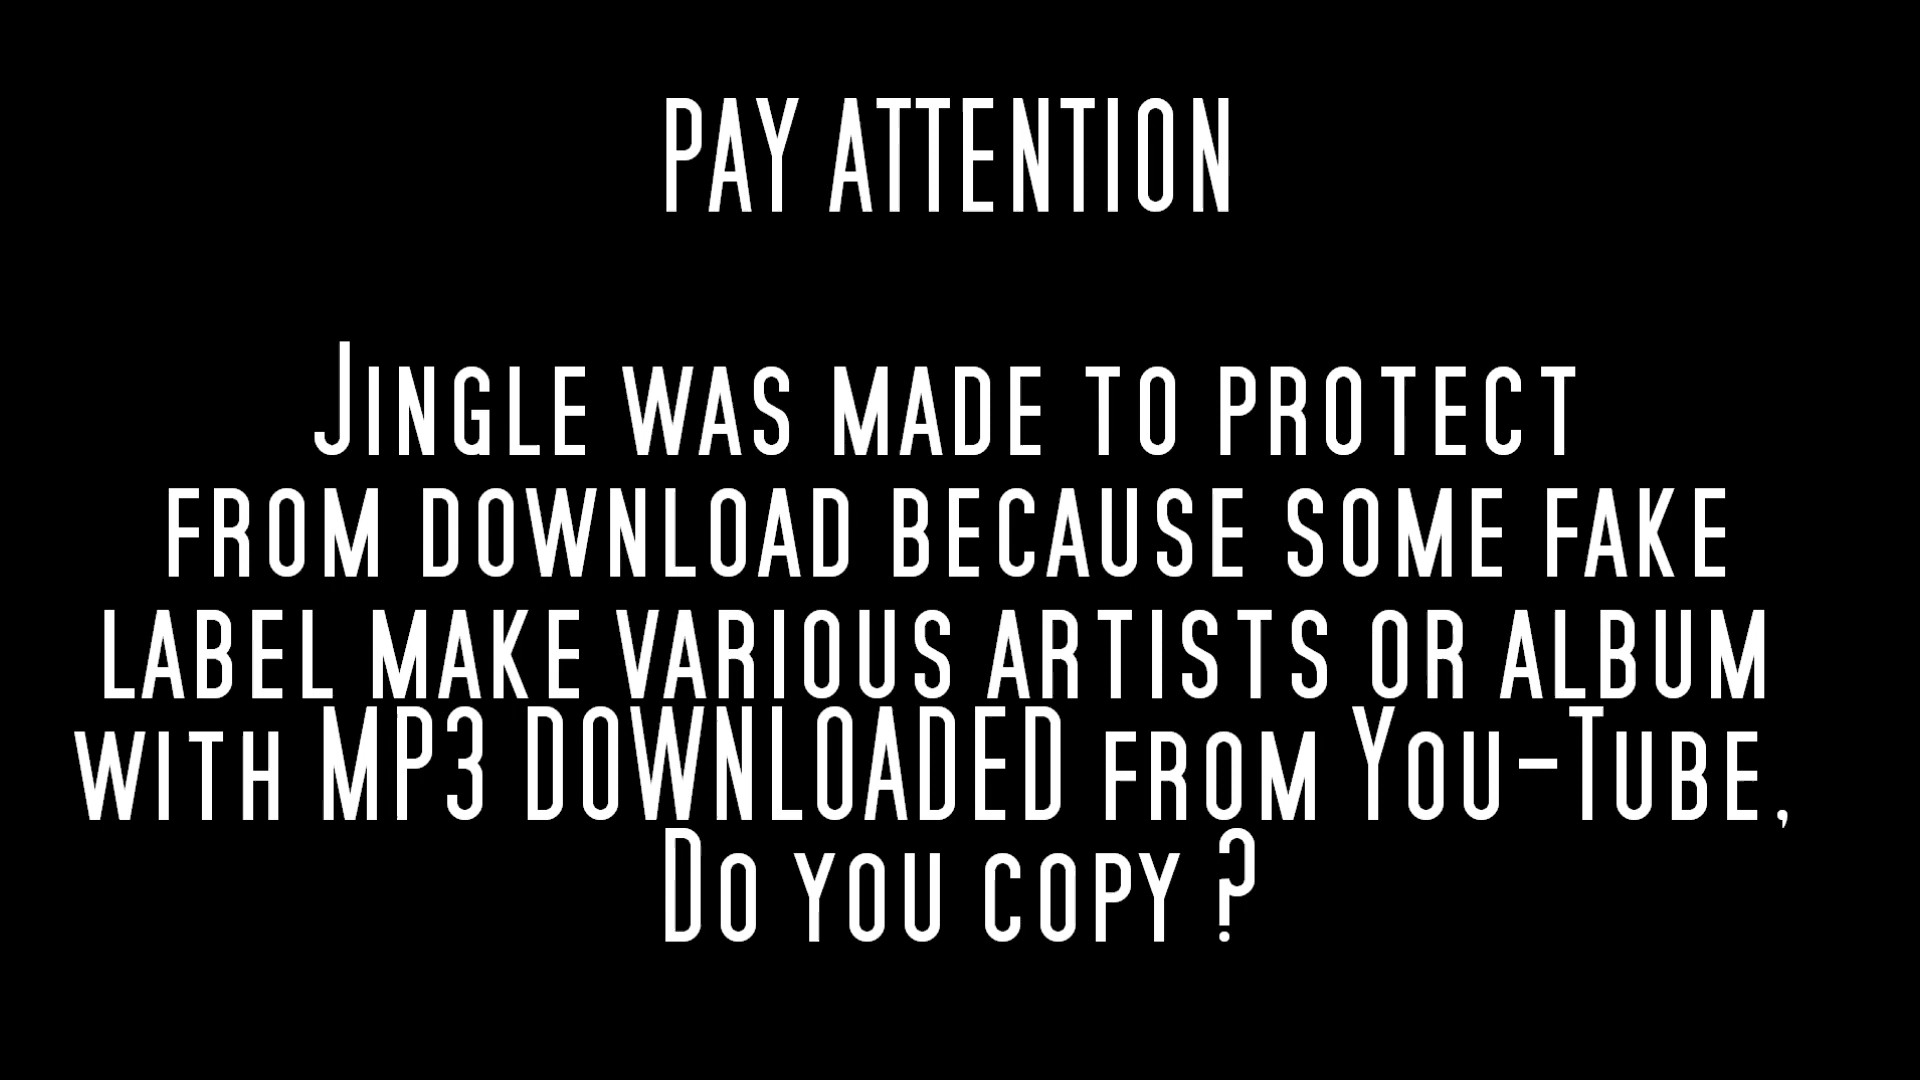 PAY ATTENTION
Jingle was made to protect
from download because some fake
label make various artists or album
with MP3 DOWNLOADED from You-Tube,
Do you copy ?